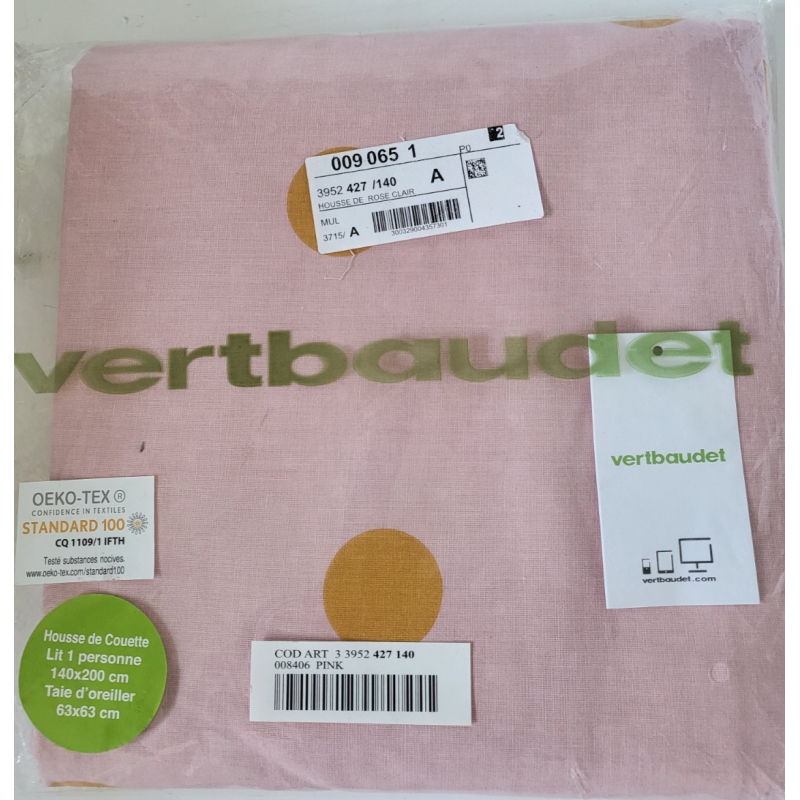 2
009 065 1
P0
3952 427 /140 A
HOUSSE DE ROSE CLAIR
MUL
3715/ A
300329004357301
vertbaudet
vertbaudet
vertbaudet.com
OEKO-TEX ®
CONFIDENCE IN TEXTILES
STANDARD 100
CQ 1109/1 IFTH
Testé substances nocives.
www.oeko-tex.com/standard100
Housse de Couette
Lit 1 personne
140x200 cm
Taie d'oreiller
63x63 cm
COD ART 3 3952 427 140
008406 PINK